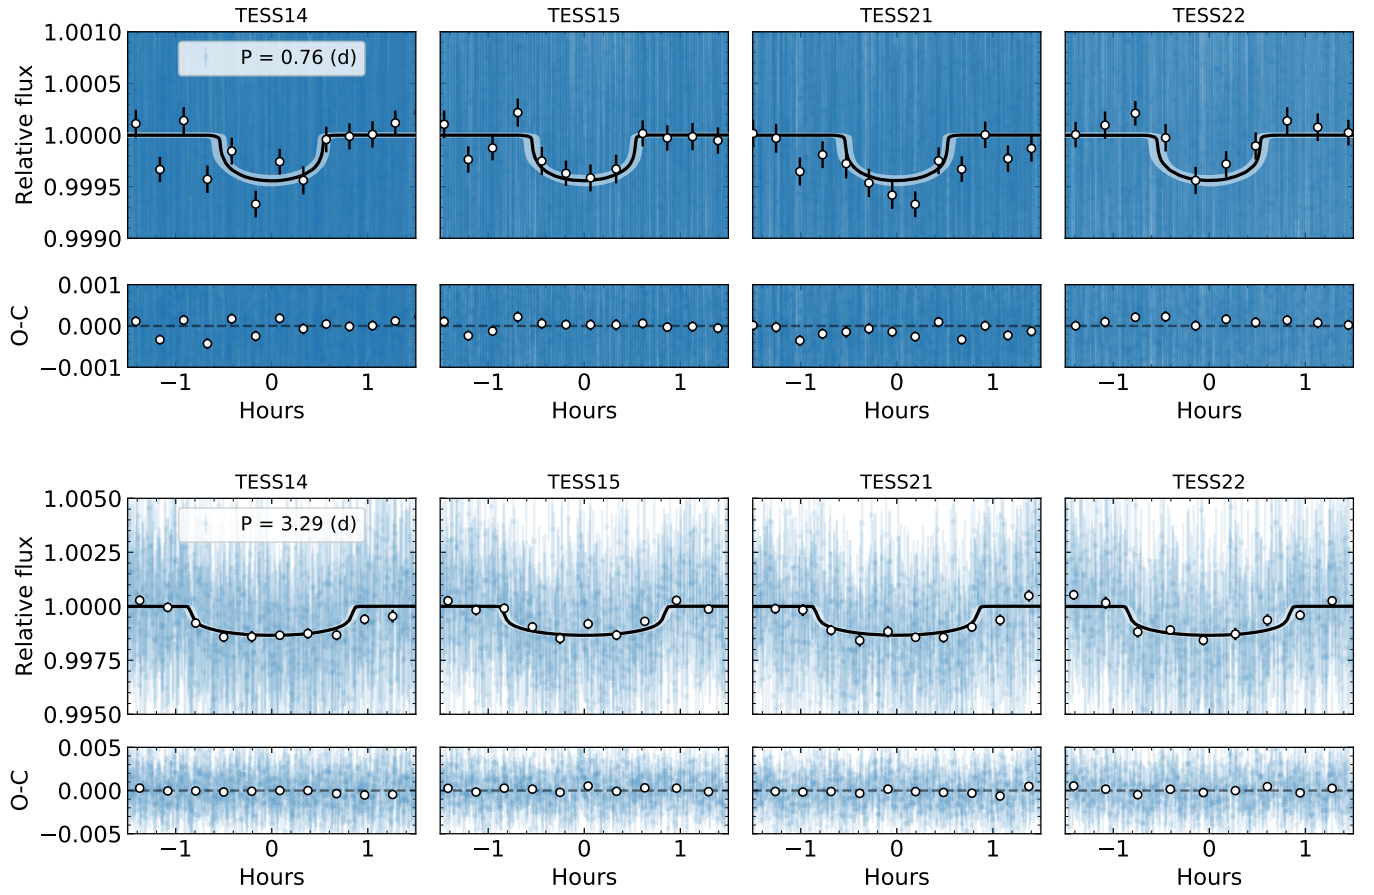 TESS14 TESS15 TESS21 TESS22
1.0010
1.0005
1.0000
0.9995
0.9990
Relative flux
P = 0.76 (d)
0.001
0.000
−0.001
O-C
−1 0 1 −1 0 1 −1 0 1 −1 0 1
Hours Hours Hours Hours
TESS14 TESS15 TESS21 TESS22
1.0050
1.0025
1.0000
0.9975
0.9950
Relative flux
P = 3.29 (d)
0.005
0.000
−0.005
O-C
−1 0 1 −1 0 1 −1 0 1 −1 0 1
Hours Hours Hours Hours